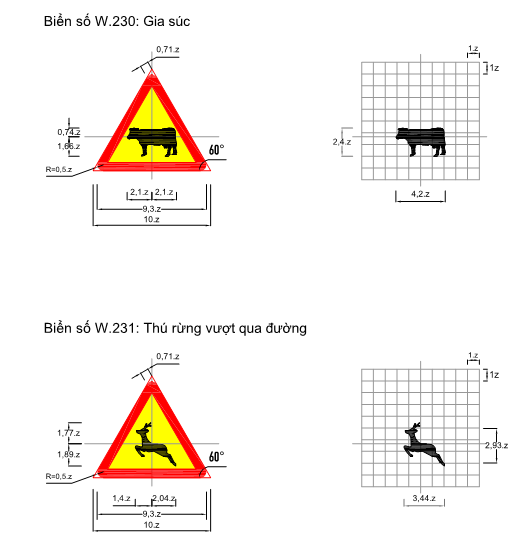 Biển số W.230: Gia súc
0,71.z
1.z
1z
0,74.z
1,66.z
60°
2,4.z
R=0,5.z
2,1.z 2,1.z
4,2.z
9,3.z
10.z
Biển số W.231: Thú rừng vượt qua đường
0,71.z
1.z
1z
1,77.z
2,93.z
1,89.z
60°
R=0,5.z
1,4.z 2,04.z
3,44.z
9,3.z
10.z